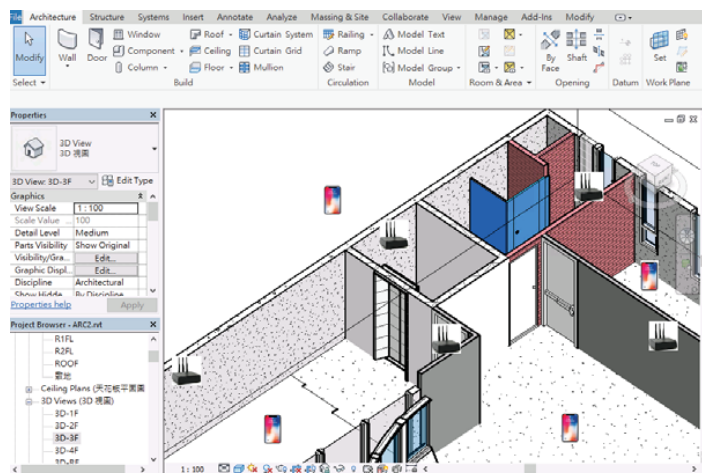 File Architecture Structure Systems Insert Annotate Analyze Massing & Site Collaborate View Manage Add-Ins Modify
Modify
Wall
Door
Window
Component
Column
Roof
Ceiling
Floor
Curtain System
Curtain Grid
Mullion
Railing
Ramp
Stair
Model Text
Model Line
Model Group
By Face
Shaft
Set
Select
Build
Circulation
Model
Room & Area
Opening
Datum
Work Plane
Properties
3D View
3D 視圖
3D View: 3D-3F
Edit Type
Graphics
View Scale 1 : 100
Scale Value 100
Detail Level Medium
Parts Visibility Show Original
Visibility/Gra... Edit...
Graphic Displ... Edit...
Discipline Architectural
Show Hidde By Discipline
Properties help
Apply
Project Browser - ARC2.rvt
R1FL
R2FL
ROOF
Ceiling Plans (天花板平面圖
3D Views (3D 視圖)
3D-1F
3D-2F
3D-3F
3D-4F
1 : 100